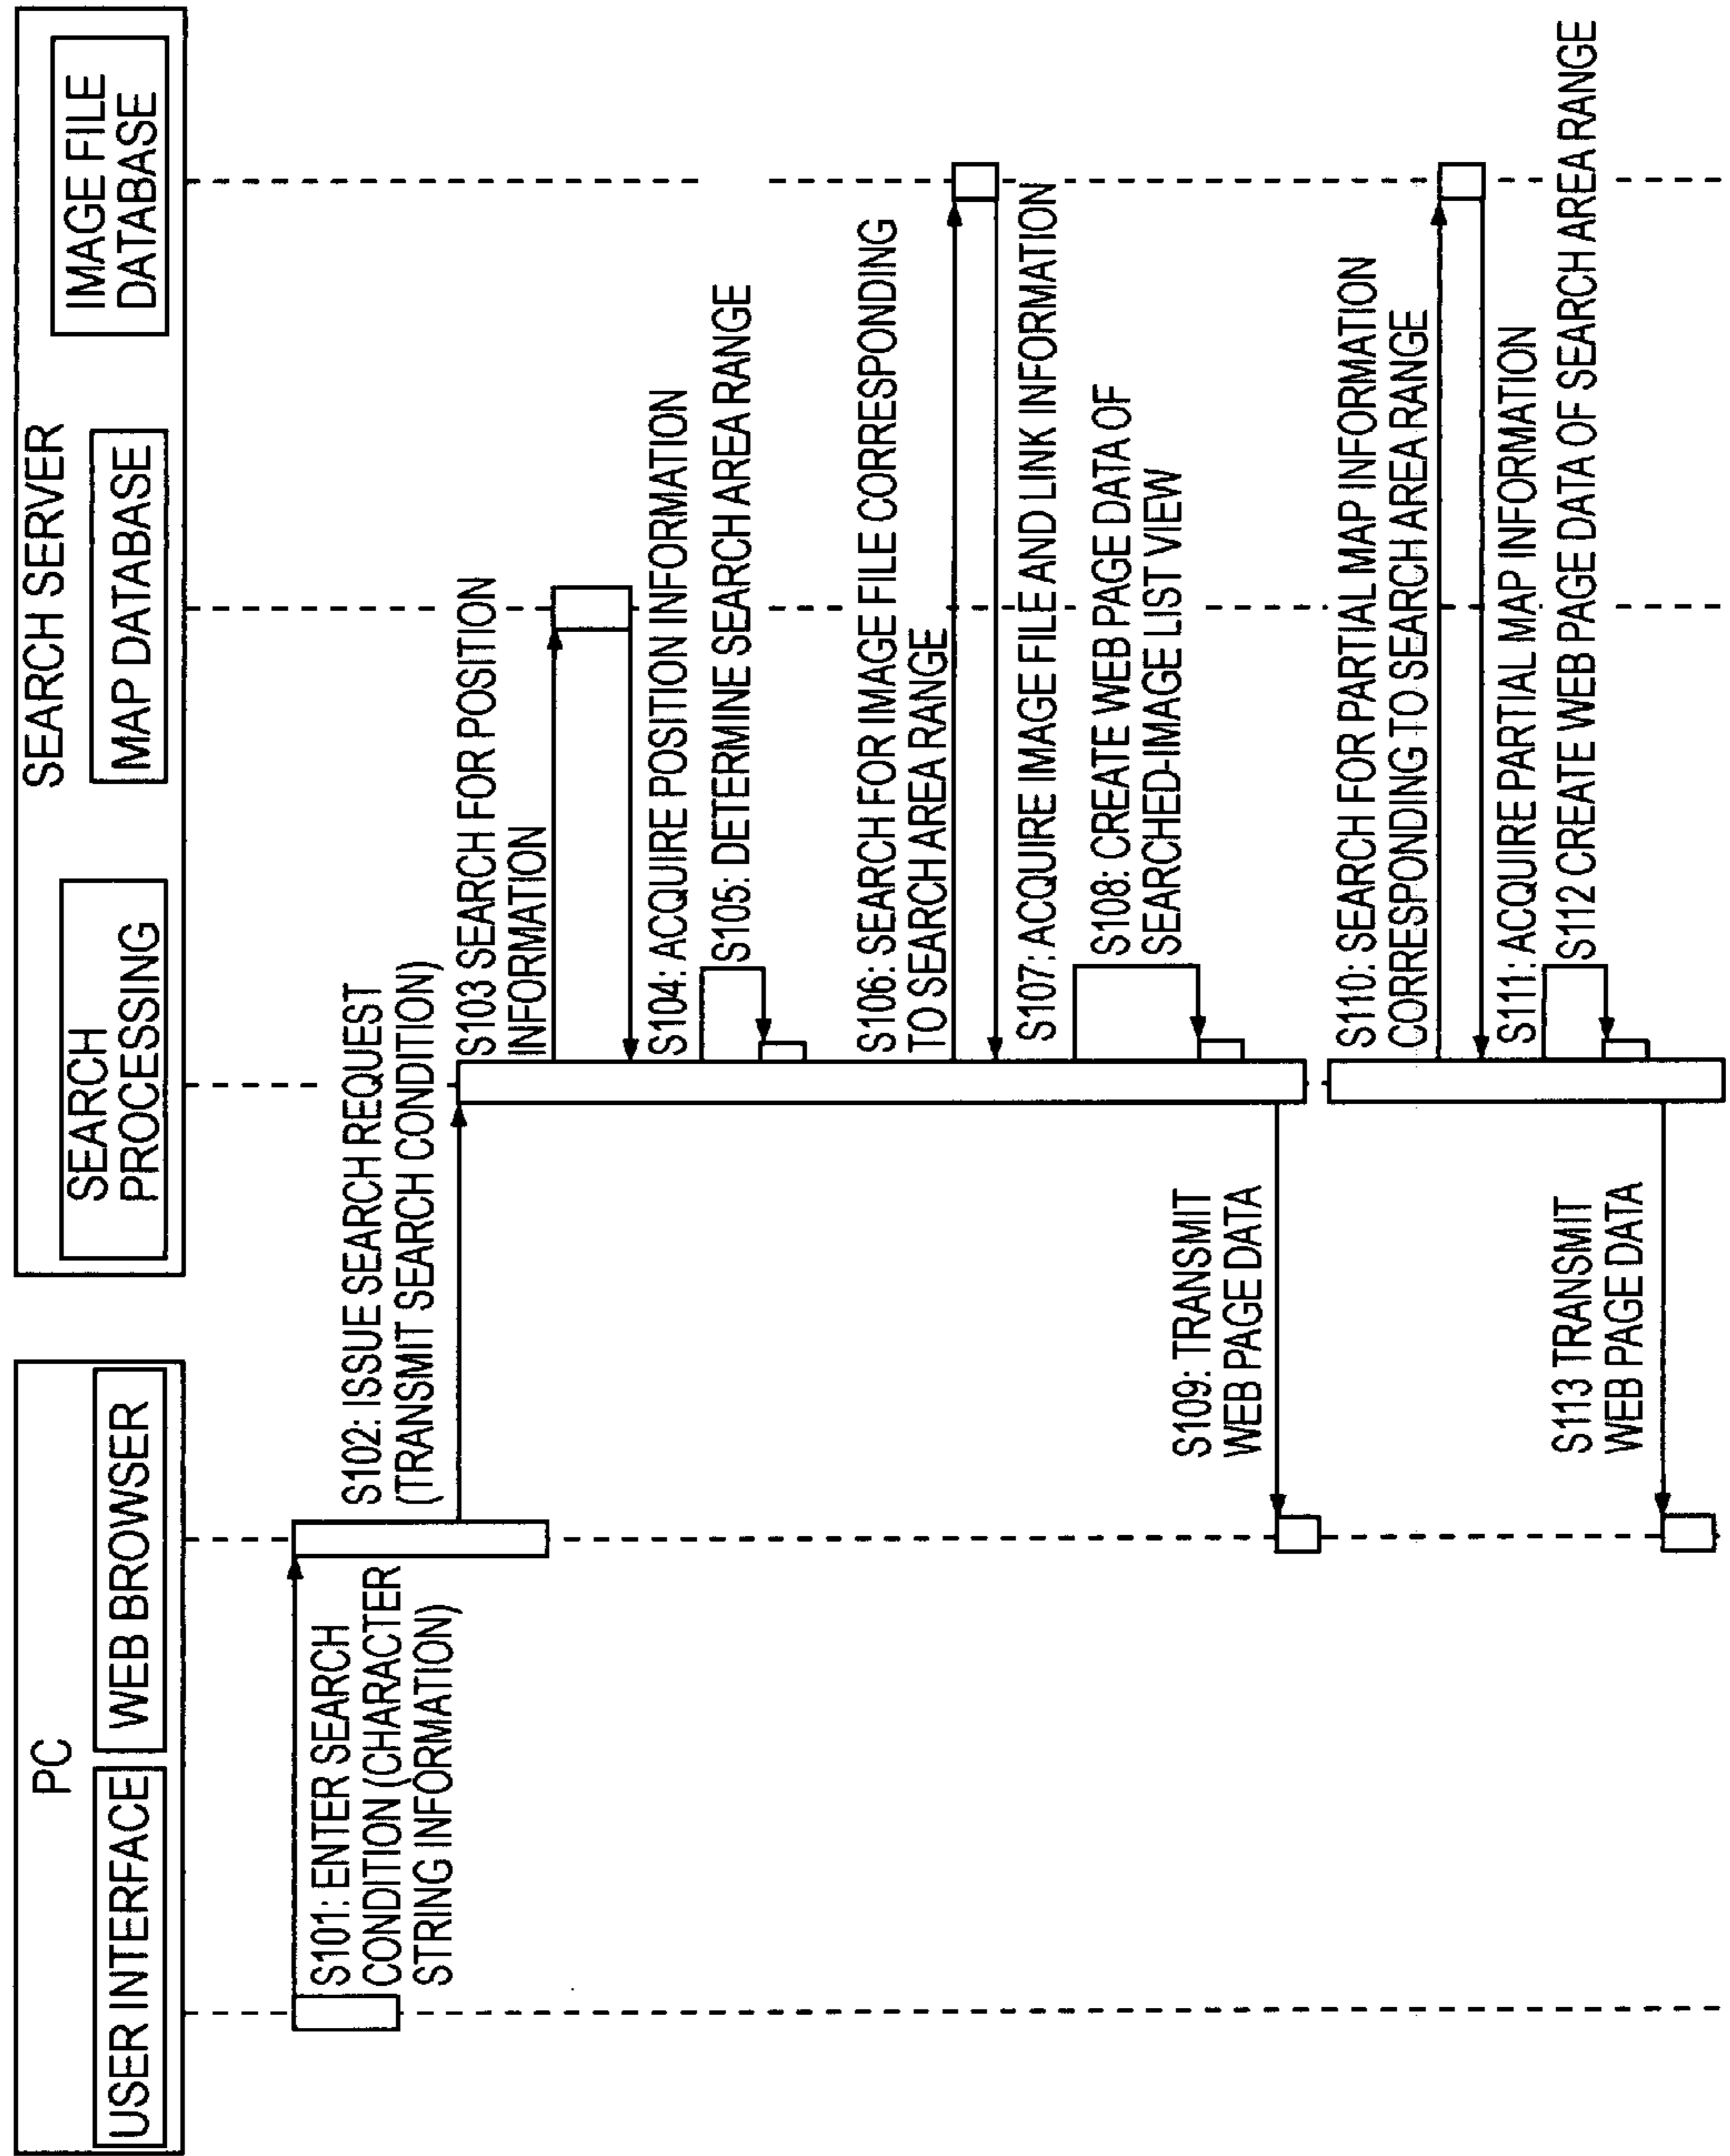 PC
USER INTERFACE
WEB BROWSER
SEARCH SERVER
SEARCH
PROCESSING
MAP DATABASE
IMAGE FILE
DATABASE
S101: ENTER SEARCH
CONDITION (CHARACTER
STRING INFORMATION)
S102: ISSUE SEARCH REQUEST
(TRANSMIT SEARCH CONDITION)
S103 SEARCH FOR POSITION
INFORMATION
S104: ACQUIRE POSITION INFORMATION
S105: DETERMINE SEARCH AREA RANGE
S106: SEARCH FOR IMAGE FILE CORRESPONDING
TO SEARCH AREA RANGE
S107: ACQUIRE IMAGE FILE AND LINK INFORMATION
S108: CREATE WEB PAGE DATA OF
SEARCHED-IMAGE LIST VIEW
S109: TRANSMIT
WEB PAGE DATA
S110: SEARCH FOR PARTIAL MAP INFORMATION
CORRESPONDING TO SEARCH AREA RANGE
S111: ACQUIRE PARTIAL MAP INFORMATION
S112 CREATE WEB PAGE DATA OF SEARCH AREA RANGE
S113 TRANSMIT
WEB PAGE DATA